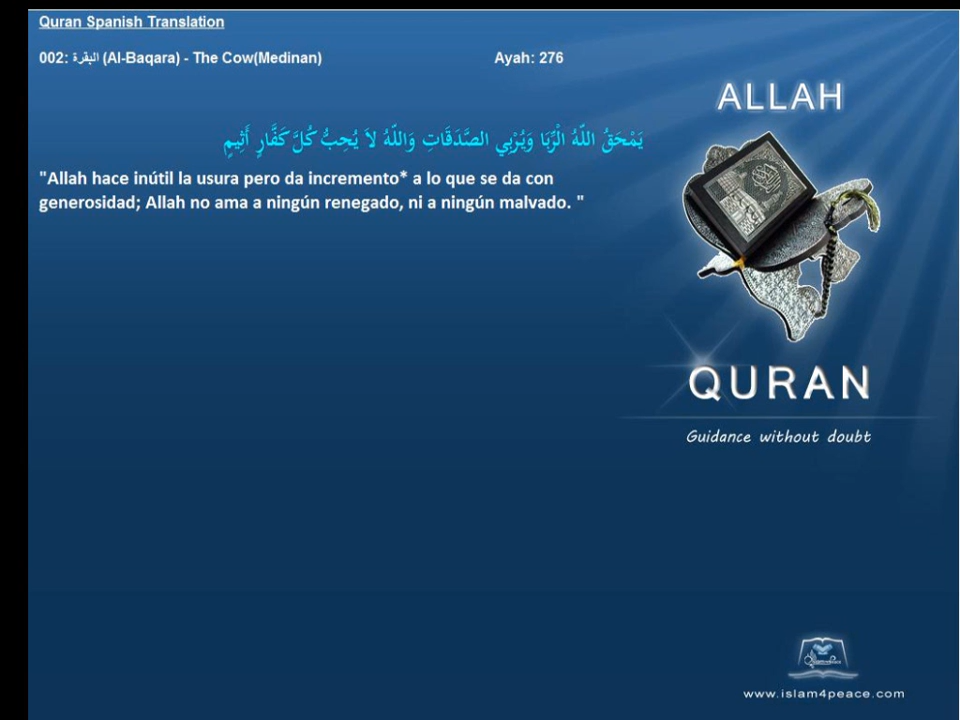 Quran Spanish Translation
002: البقرة (Al-Baqara) - The Cow(Medinan) Ayah: 276
يَمْحَقُ اللّهُ الْرِّبَا وَيُرْبِي الصَّدَقَاتِ وَاللّهُ لاَ يُحِبُّ كُلَّ كَفَّارٍ أَثِيمٍ
"Allah hace inútil la usura pero da incremento* a lo que se da con
generosidad; Allah no ama a ningún renegado, ni a ningún malvado. "
ALLAH
QURAN
Guidance without doubt
www.islam4peace.com